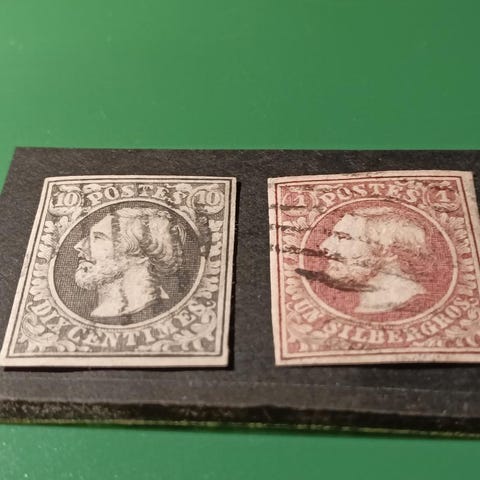 10 POSTES 10
DIX CENTIMES.
1 POSTES 1
UN SILBERGROS